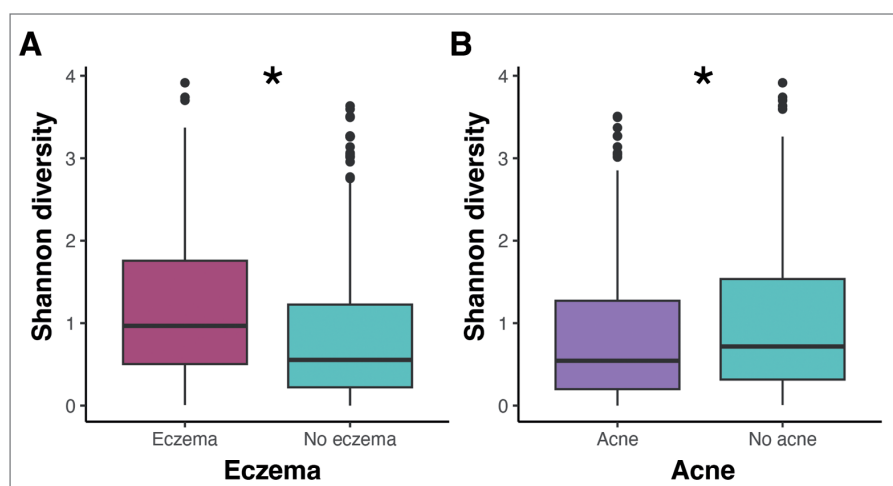 A
*
Shannon diversity
4
3
2
1
0
Eczema
No eczema
Eczema
B
*
Shannon diversity
4
3
2
1
0
Acne
No acne
Acne